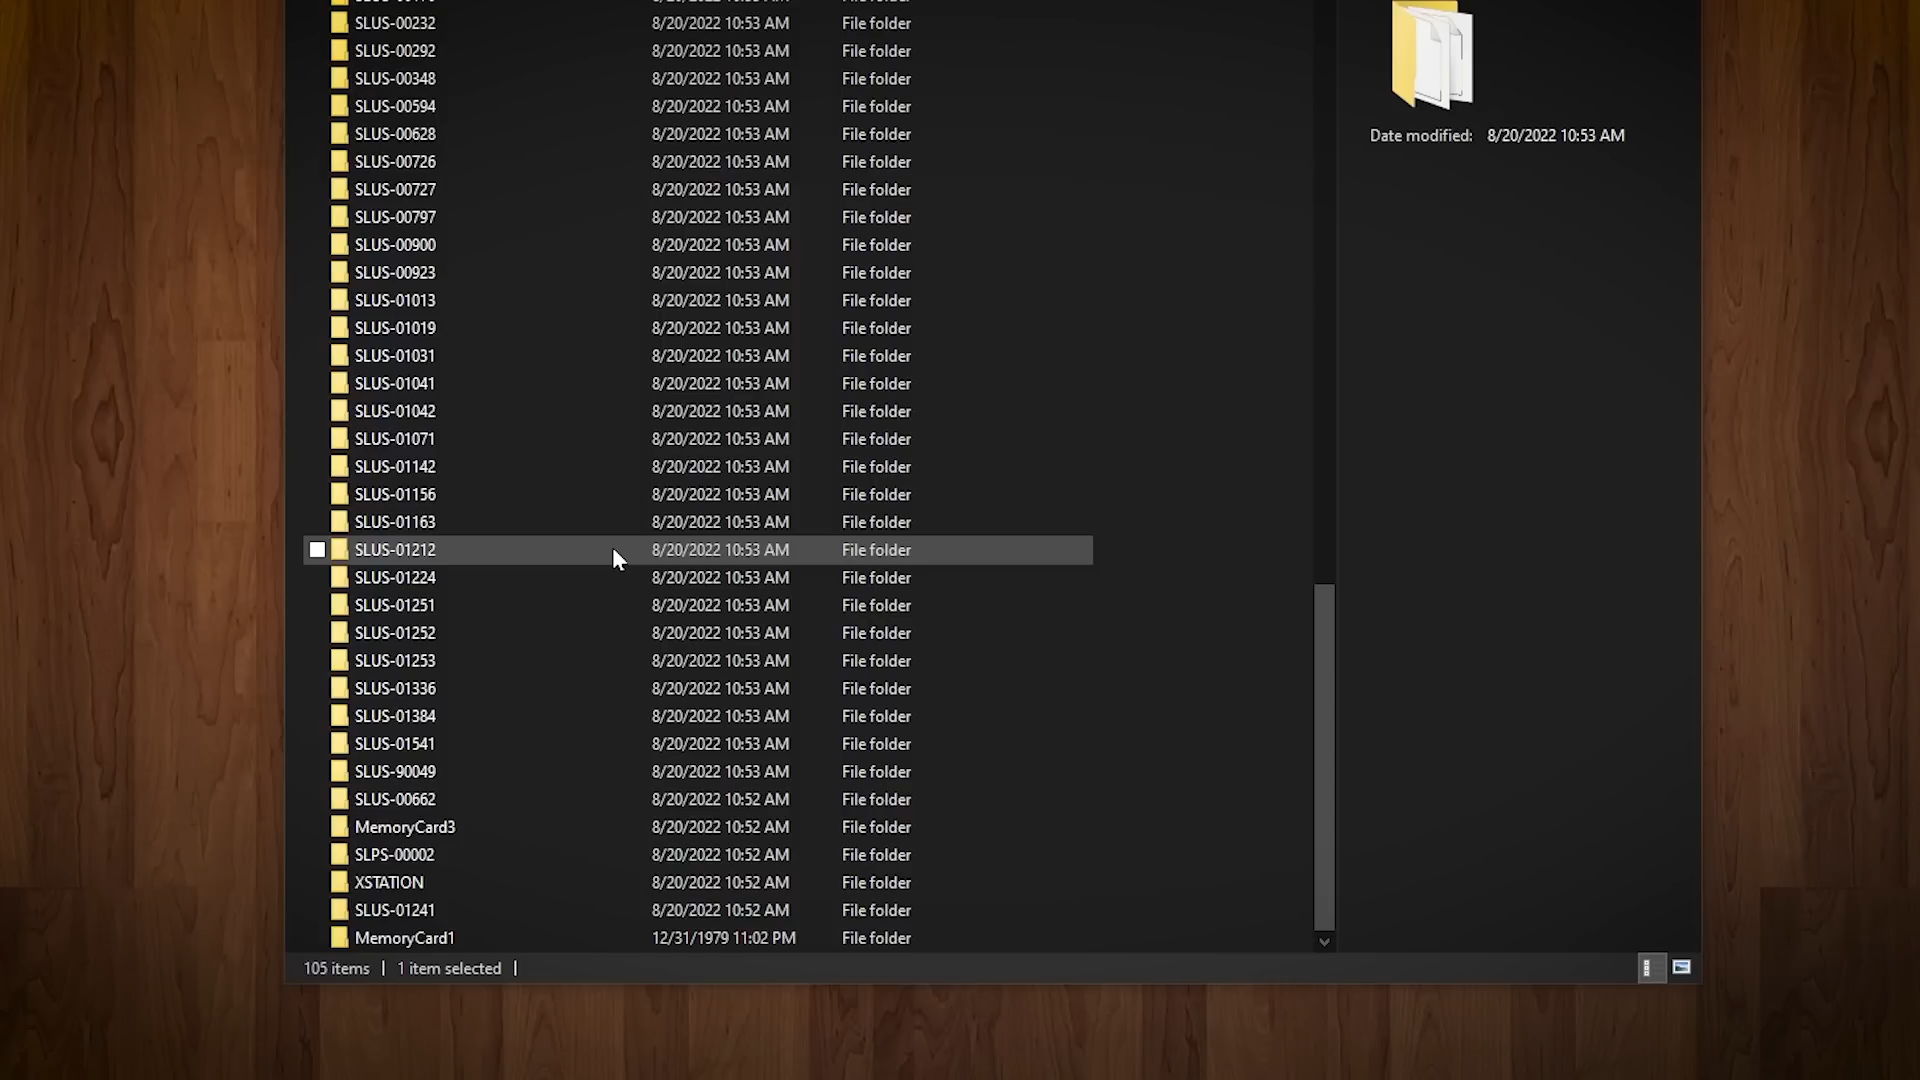 SLUS-00232 8/20/2022 10:53 AM File folder
SLUS-00292 8/20/2022 10:53 AM File folder
SLUS-00348 8/20/2022 10:53 AM File folder
SLUS-00594 8/20/2022 10:53 AM File folder
SLUS-00628 8/20/2022 10:53 AM File folder
Date modified: 8/20/2022 10:53 AM
SLUS-00726 8/20/2022 10:53 AM File folder
SLUS-00727 8/20/2022 10:53 AM File folder
SLUS-00797 8/20/2022 10:53 AM File folder
SLUS-00900 8/20/2022 10:53 AM File folder
SLUS-00923 8/20/2022 10:53 AM File folder
SLUS-01013 8/20/2022 10:53 AM File folder
SLUS-01019 8/20/2022 10:53 AM File folder
SLUS-01031 8/20/2022 10:53 AM File folder
SLUS-01041 8/20/2022 10:53 AM File folder
SLUS-01042 8/20/2022 10:53 AM File folder
SLUS-01071 8/20/2022 10:53 AM File folder
SLUS-01142 8/20/2022 10:53 AM File folder
SLUS-01156 8/20/2022 10:53 AM File folder
SLUS-01163 8/20/2022 10:53 AM File folder
SLUS-01212 8/20/2022 10:53 AM File folder
SLUS-01224 8/20/2022 10:53 AM File folder
SLUS-01251 8/20/2022 10:53 AM File folder
SLUS-01252 8/20/2022 10:53 AM File folder
SLUS-01253 8/20/2022 10:53 AM File folder
SLUS-01336 8/20/2022 10:53 AM File folder
SLUS-01384 8/20/2022 10:53 AM File folder
SLUS-01541 8/20/2022 10:53 AM File folder
SLUS-90049 8/20/2022 10:53 AM File folder
SLUS-00662 8/20/2022 10:52 AM File folder
MemoryCard3 8/20/2022 10:52 AM File folder
SLPS-00002 8/20/2022 10:52 AM File folder
XSTATION 8/20/2022 10:52 AM File folder
SLUS-01241 8/20/2022 10:52 AM File folder
MemoryCard1 12/31/1979 11:02 PM File folder
105 items | 1 item selected |